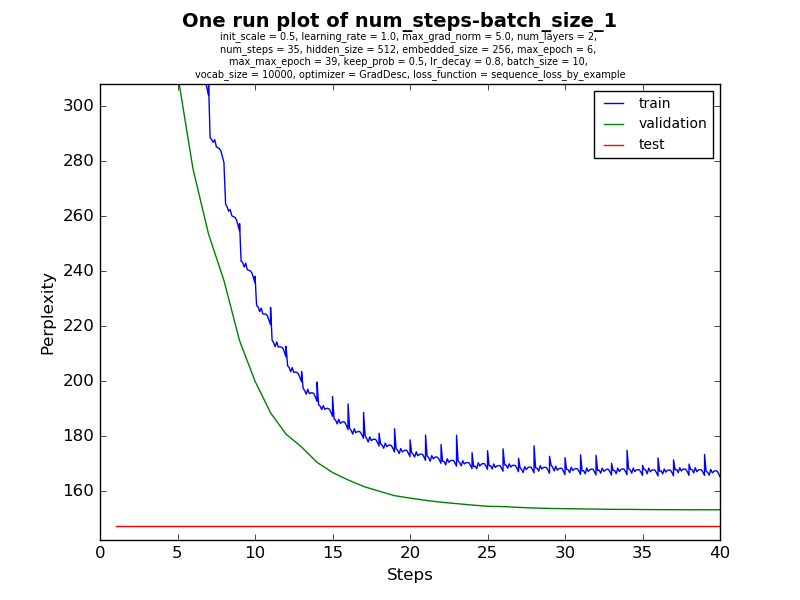 One run plot of num_steps-batch_size_1
init_scale = 0.5, learning_rate = 1.0, max_grad_norm = 5.0, num_layers = 2,
num_steps = 35, hidden_size = 512, embedded_size = 256, max_epoch = 6,
max_max_epoch = 39, keep_prob = 0.5, lr_decay = 0.8, batch_size = 10,
vocab_size = 10000, optimizer = GradDesc, loss_function = sequence_loss_by_example
train
validation
test
Perplexity
300
280
260
240
220
200
180
160
0 5 10 15 20 25 30 35 40
Steps